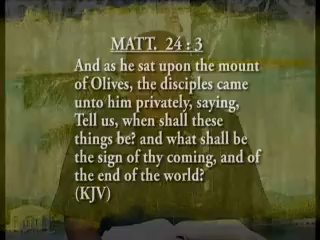 MATT. 24 : 3
And as he sat upon the mount
of Olives, the disciples came
unto him privately, saying,
Tell us, when shall these
things be? and what shall be
the sign of thy coming, and of
the end of the world?
(KJV)